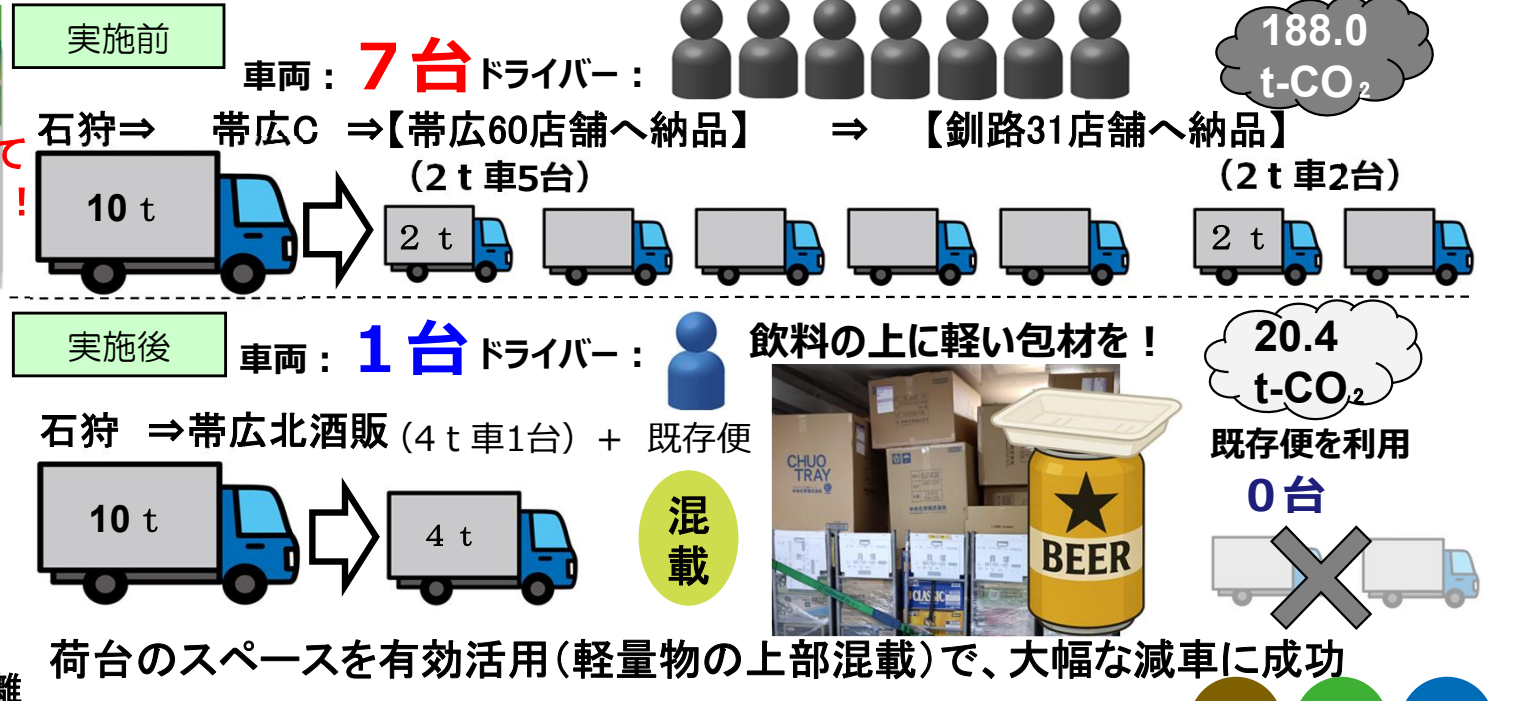 実施前
車両： ７台 ドライバー：
188.0
t-CO₂
石狩⇒ 帯広C ⇒【帯広60店舗へ納品】 ⇒ 【釧路31店舗へ納品】
（2ｔ車5台） （2ｔ車2台）
て
！
10 ｔ
２ ｔ
２ ｔ
実施後
車両： １台 ドライバー：
飲料の上に軽い包材を！
20.4
t-CO₂
石狩 ⇒帯広北酒販（4ｔ車1台）＋ 既存便
既存便を利用
０台
10 ｔ
４ ｔ
混
載
CHUO
TRAY
CLASSIC
BEER
荷台のスペースを有効活用（軽量物の上部混載）で、大幅な減車に成功
離